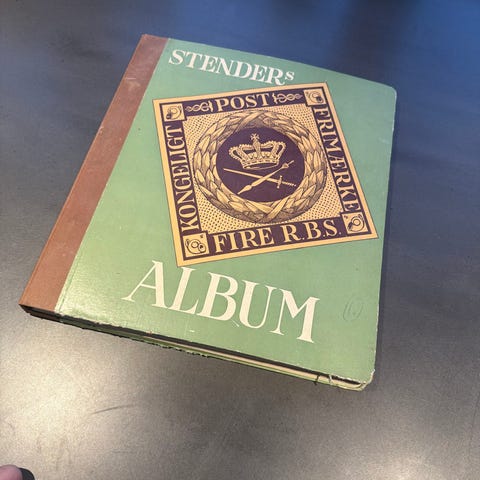 STENDERS
KONGELIGT
POST
FRIMÆRKE
FIRE R.B.S.
ALBUM